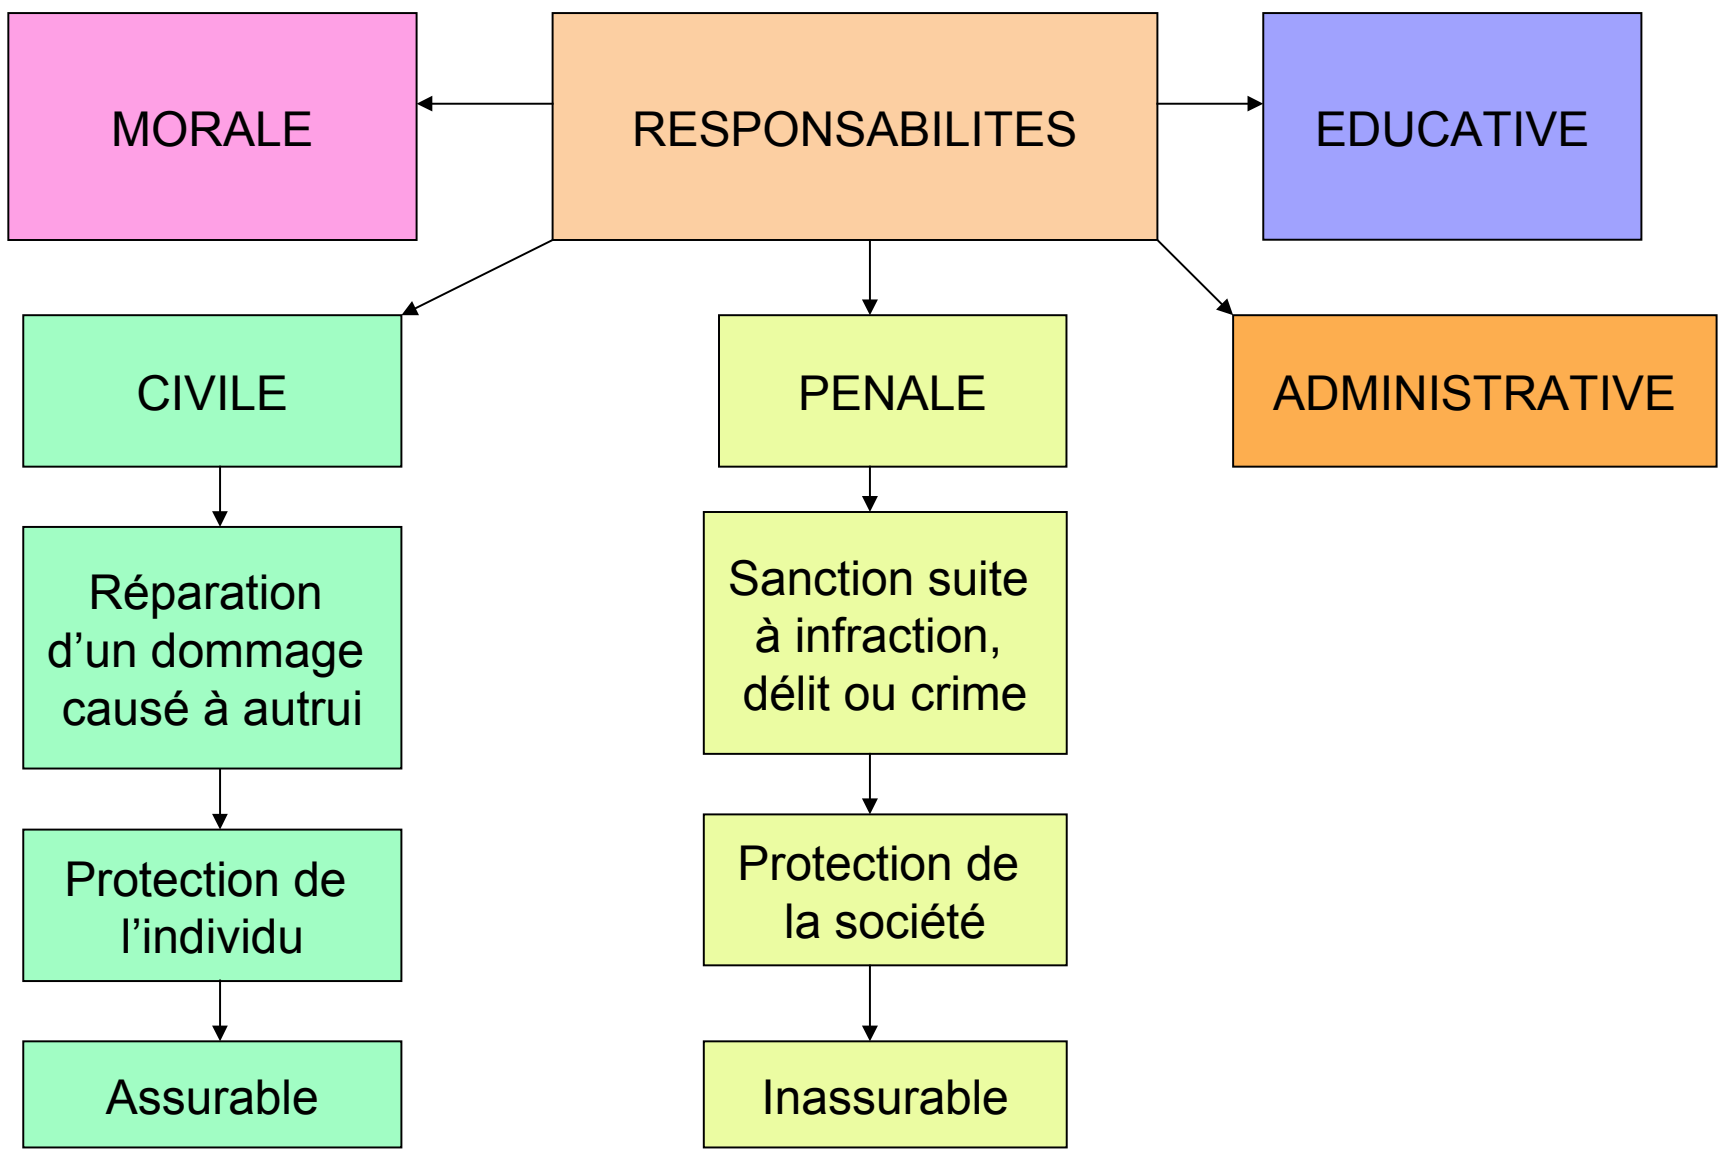 MORALE
RESPONSABILITES
EDUCATIVE
CIVILE
PENALE
ADMINISTRATIVE
Réparation
d’un dommage
causé à autrui
Sanction suite
à infraction,
délit ou crime
Protection de
l’individu
Protection de
la société
Assurable
Inassurable